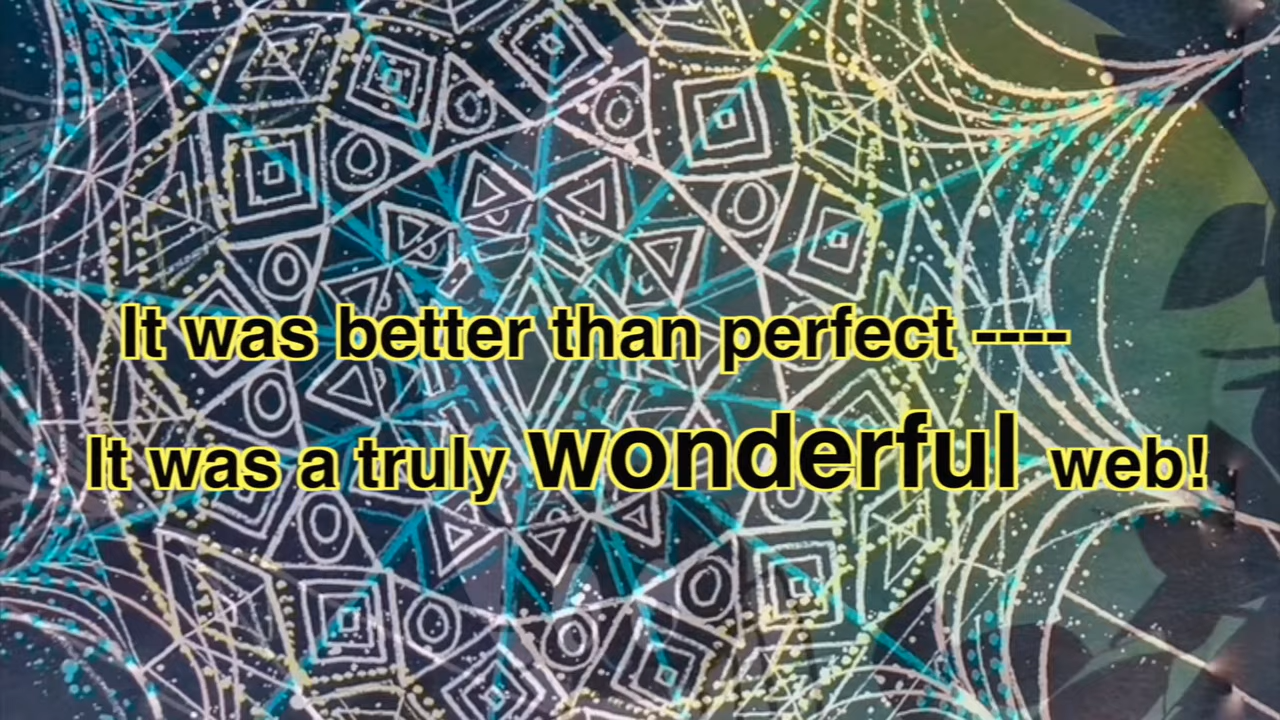 It was better than perfect ----
It was a truly wonderful web!